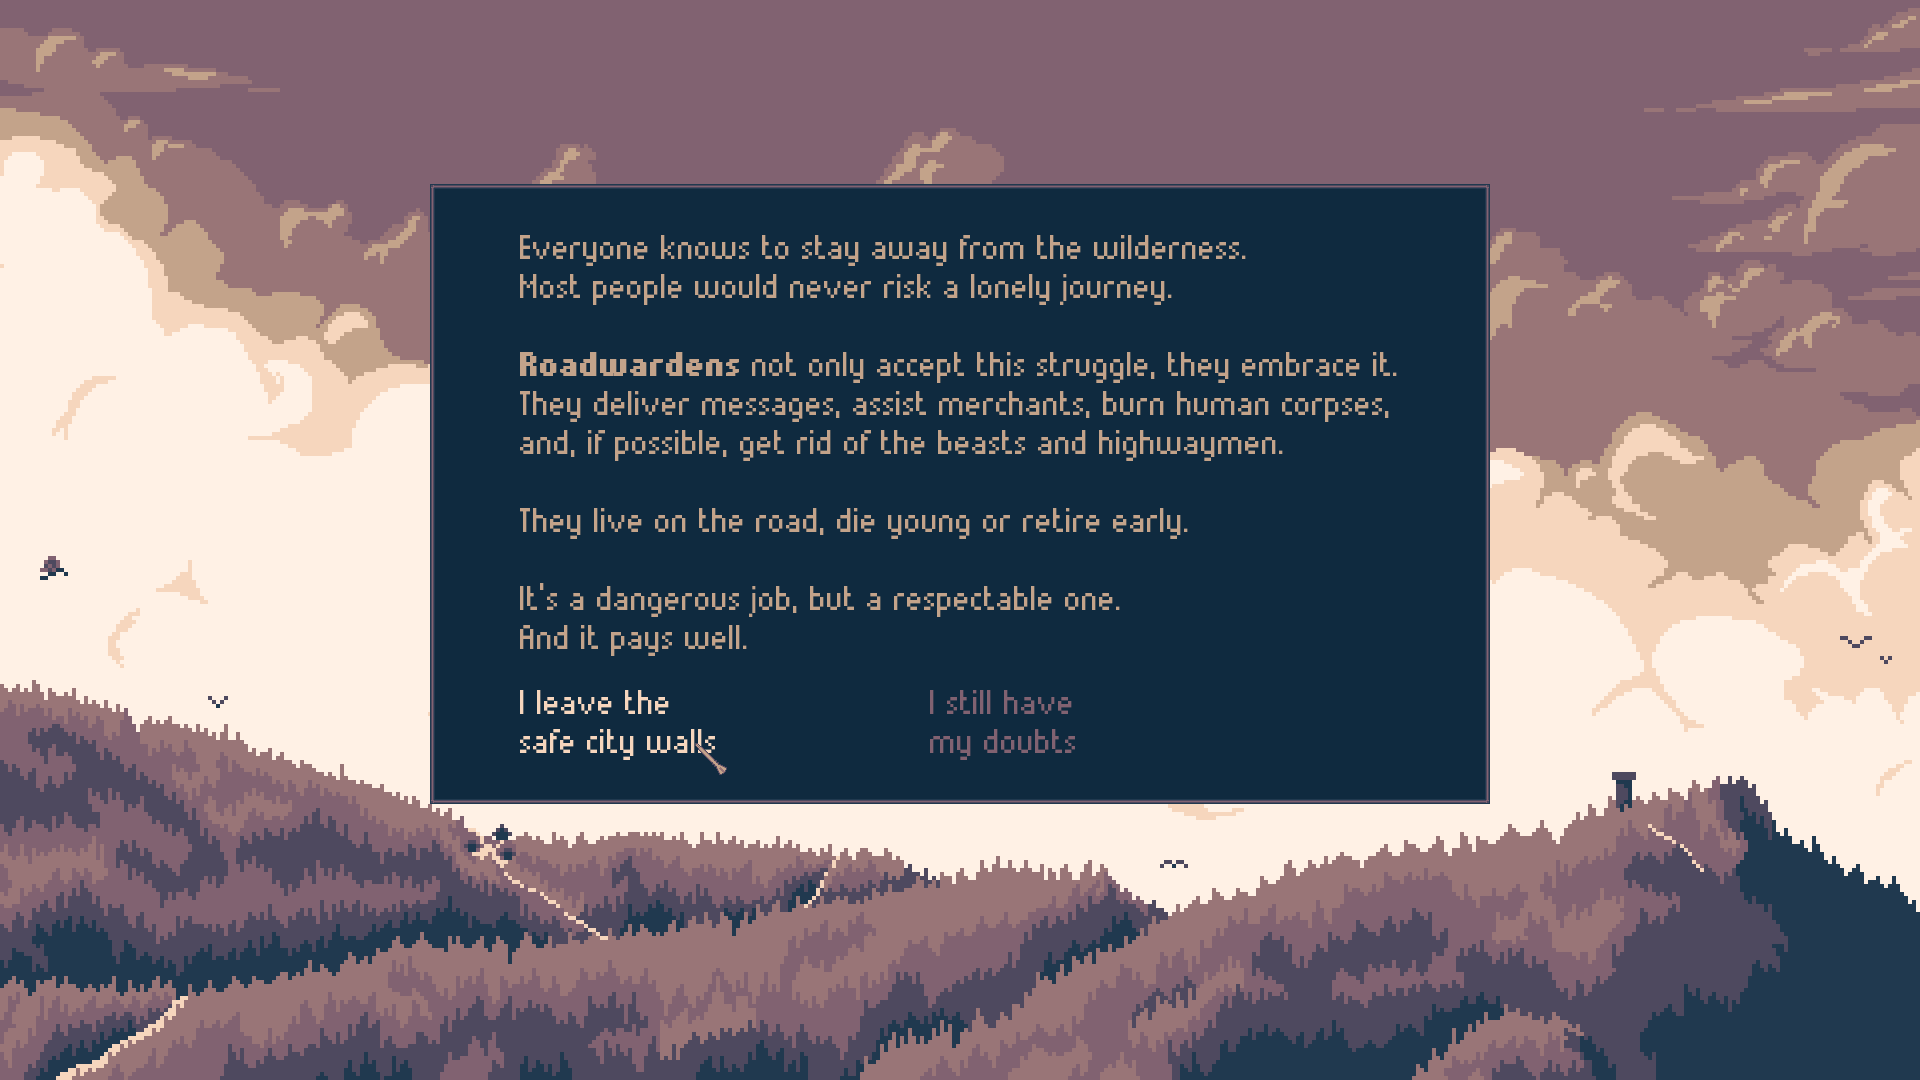 Everyone knows to stay away from the wilderness.
Most people would never risk a lonely journey.
Roadwardens not only accept this struggle, they embrace it.
They deliver messages, assist merchants, burn human corpses,
and, if possible, get rid of the beasts and highwaymen.
They live on the road, die young or retire early.
It's a dangerous job, but a respectable one.
And it pays well.
I leave the
safe city walls
I still have
my doubts